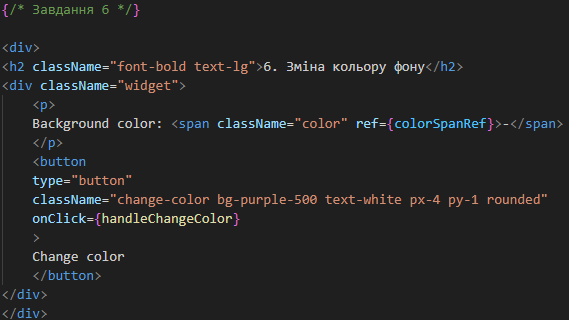 {/* Завдання 6 */}
<div>
<h2 className="font-bold text-lg">6. Зміна кольору фону</h2>
<div className="widget">
<p>
Background color: <span className="color" ref={colorSpanRef}>-</span>
</p>
<button
type="button"
className="change-color bg-purple-500 text-white px-4 py-1 rounded"
onClick={handleChangeColor}
>
Change color
</button>
</div>
</div>